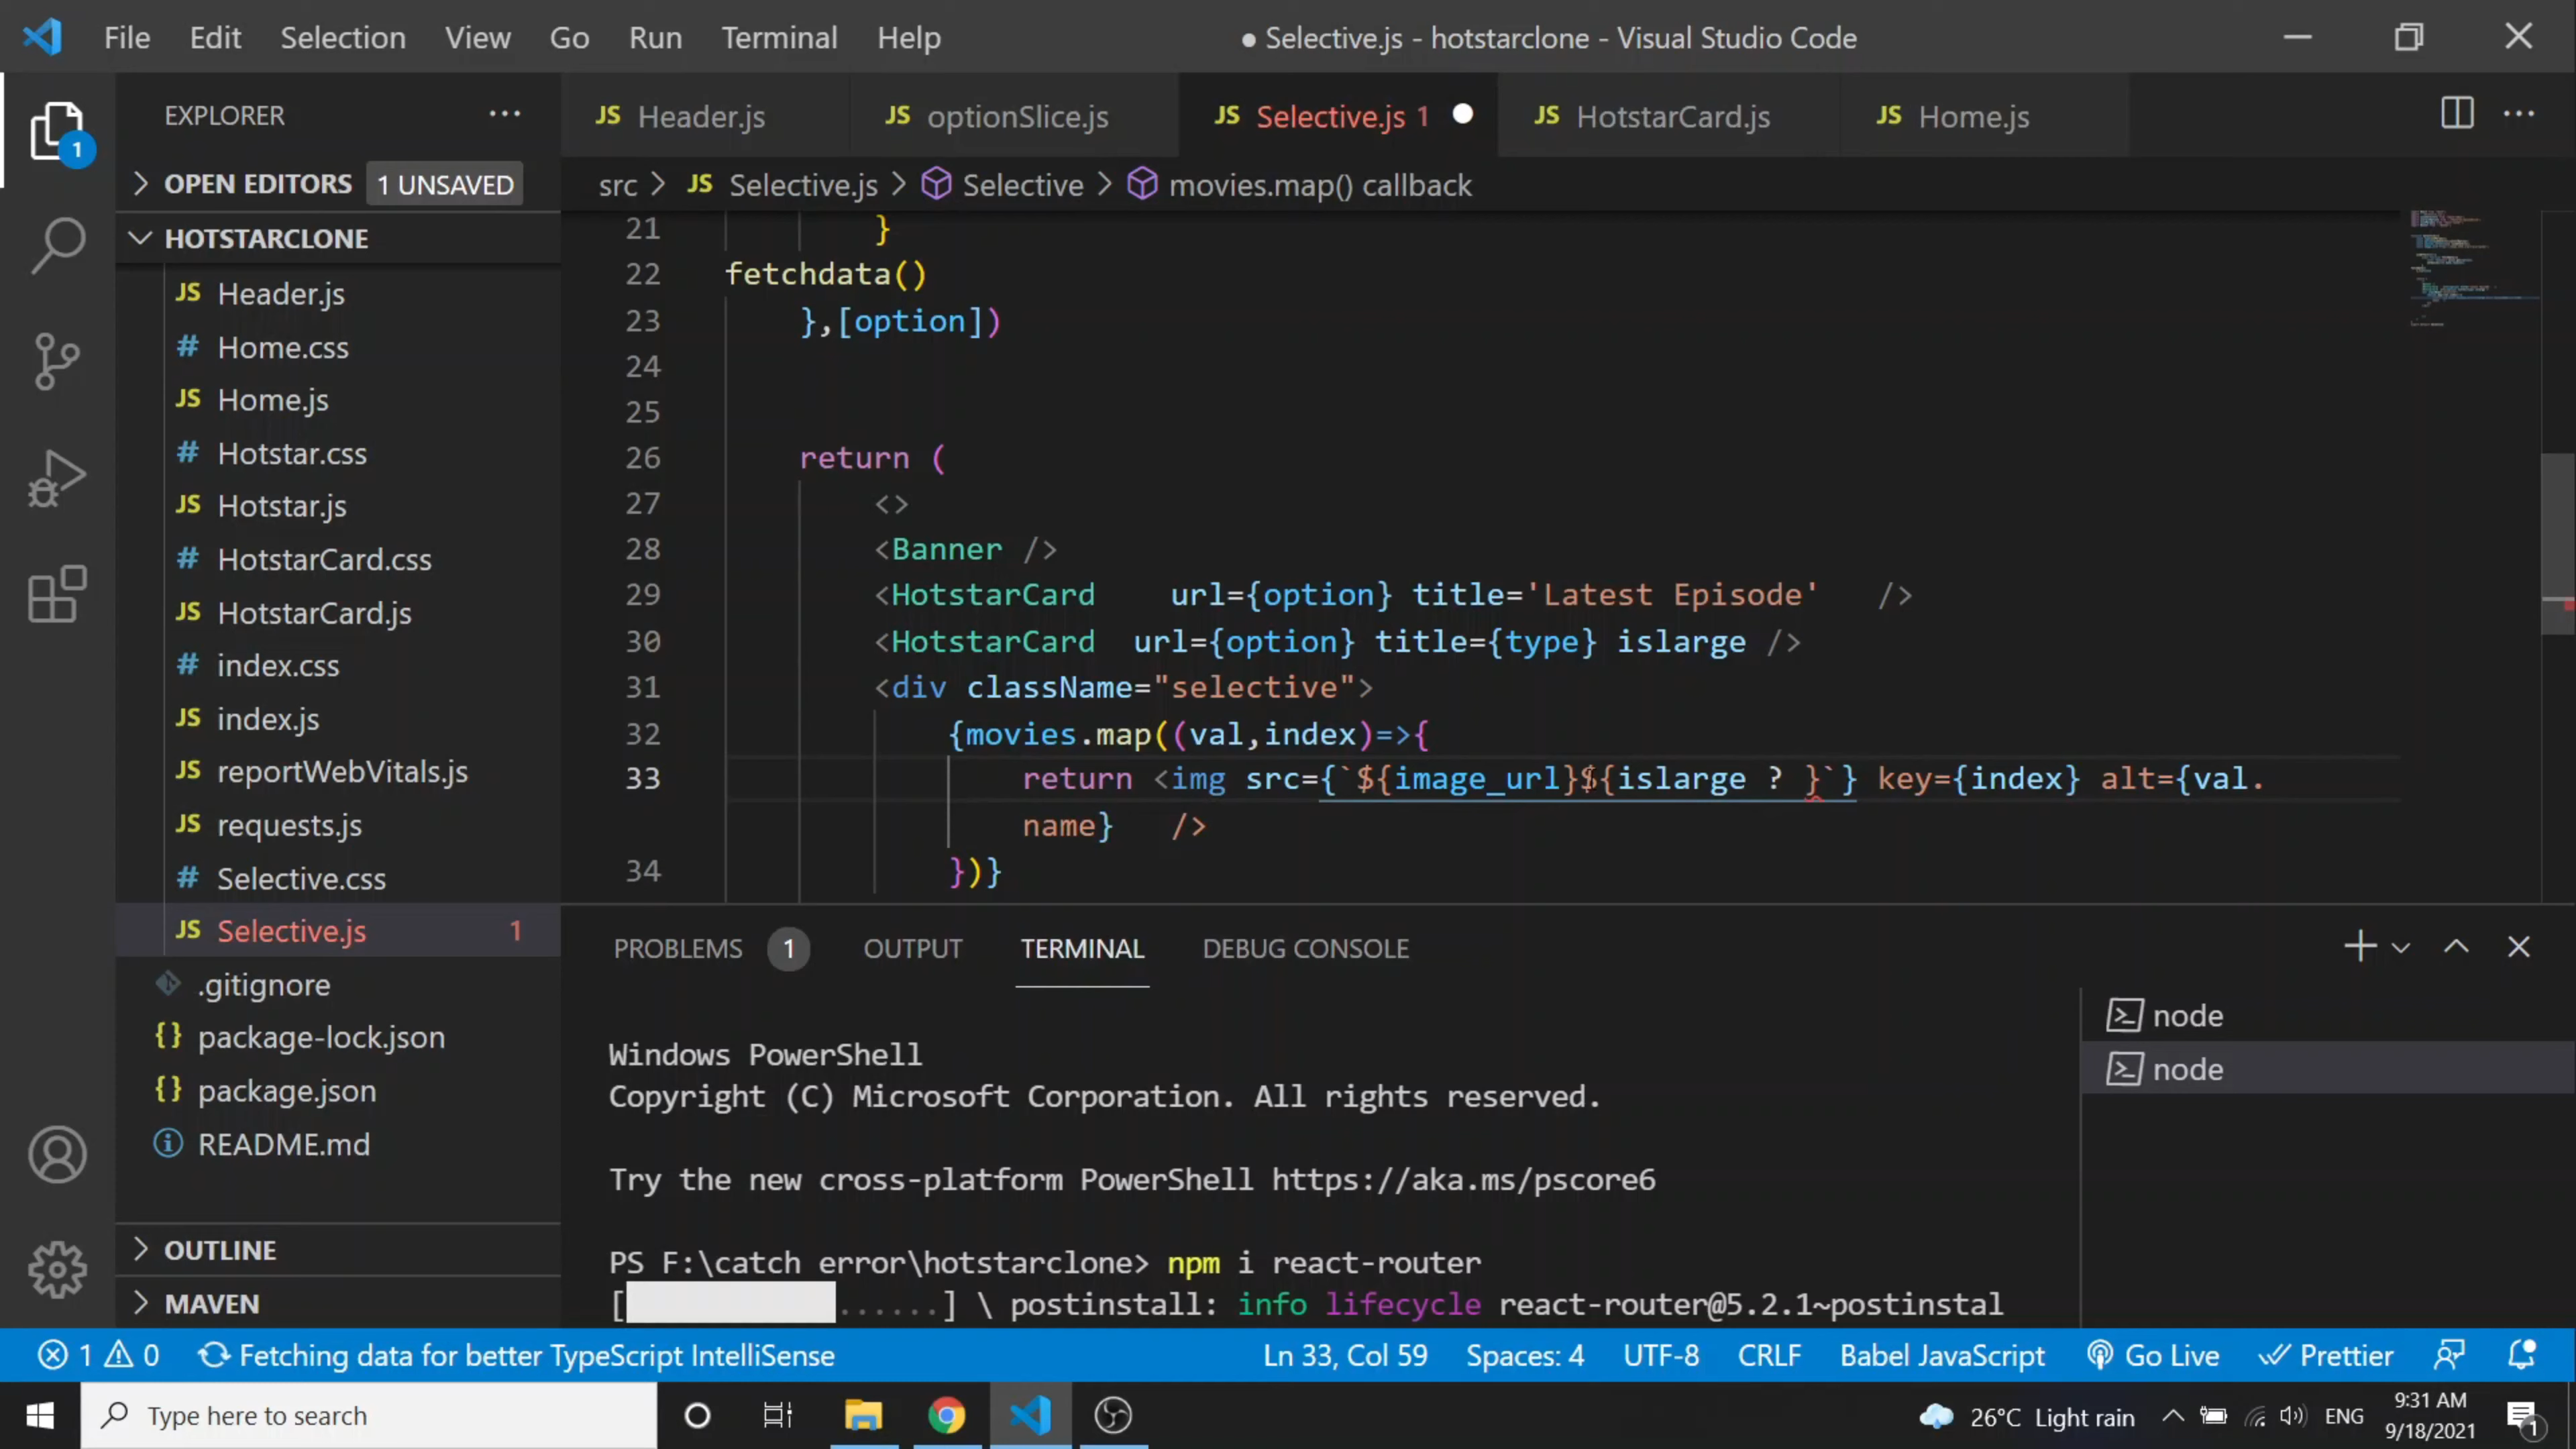 File Edit Selection View Go Run Terminal Help
● Selective.js - hotstarclone - Visual Studio Code
EXPLORER ···
1
OPEN EDITORS 1 UNSAVED
HOTSTARCLONE
JS Header.js
# Home.css
JS Home.js
# Hotstar.css
JS Hotstar.js
# HotstarCard.css
JS HotstarCard.js
# index.css
JS index.js
JS reportWebVitals.js
JS requests.js
# Selective.css
JS Selective.js 1
.gitignore
{} package-lock.json
{} package.json
README.md
OUTLINE
MAVEN
JS Header.js JS optionSlice.js JS Selective.js 1 JS HotstarCard.js JS Home.js
src > JS Selective.js > Selective > movies.map() callback
21 }
22 fetchdata()
23 },[option])
24
25
26 return (
27 <>
28 <Banner />
29 <HotstarCard url={option} title='Latest Episode' />
30 <HotstarCard url={option} title={type} islarge />
31 <div className="selective">
32 {movies.map((val,index)=>{
33 return <img src={`${image_url}${islarge ? }`} key={index} alt={val.
name} />
34 })}
PROBLEMS 1 OUTPUT TERMINAL DEBUG CONSOLE
Windows PowerShell
Copyright (C) Microsoft Corporation. All rights reserved.
Try the new cross-platform PowerShell https://aka.ms/pscore6
PS F:\catch error\hotstarclone> npm i react-router
[ ......] \ postinstall: info lifecycle react-router@5.2.1~postinstal
node
node
1 0 Fetching data for better TypeScript IntelliSense
Ln 33, Col 59 Spaces: 4 UTF-8 CRLF Babel JavaScript Go Live Prettier
Type here to search
26°C Light rain ENG
9:31 AM
9/18/2021
1